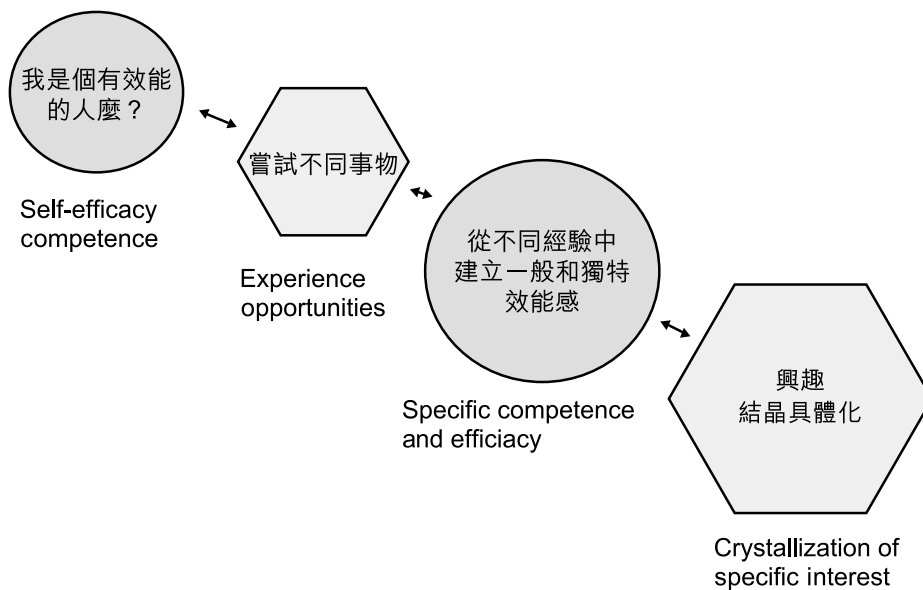 我是個有效能
的人麼？
Self-efficacy
competence
嘗試不同事物
Experience
opportunities
從不同經驗中
建立一般和獨特
效能感
Specific competence
and efficiacy
興趣
結晶具體化
Crystallization of
specific interest